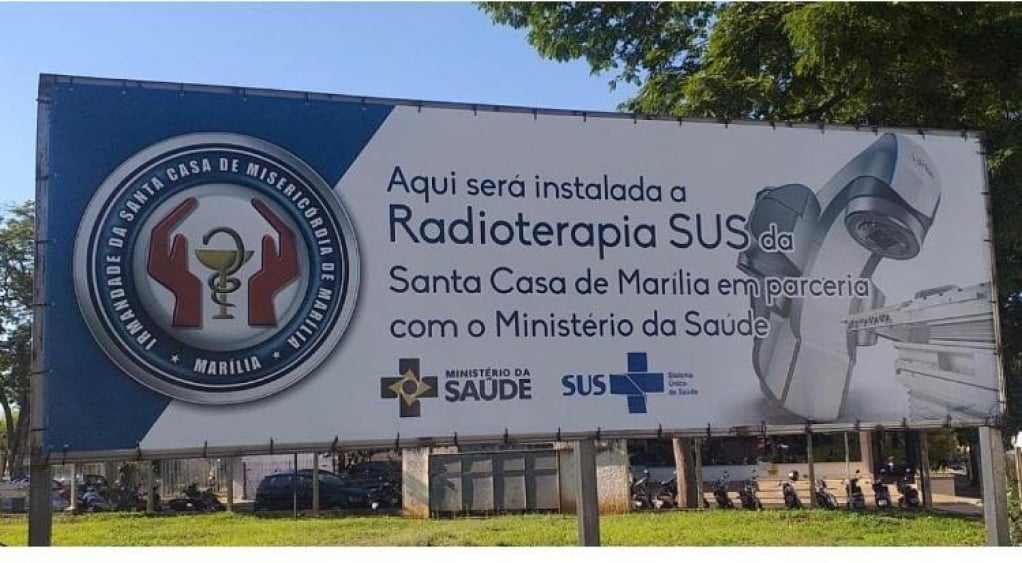 IRMANDADE DA SANTA CASA DE MISERICÓRDIA DE MARÍLIA
MARÍLIA
Aqui será instalada a
Radioterapia SUS da
Santa Casa de Marília em parceria
com o Ministério da Saúde
MINISTÉRIO DA
SAÚDE
SUS
Sistema
Único
de Saúde